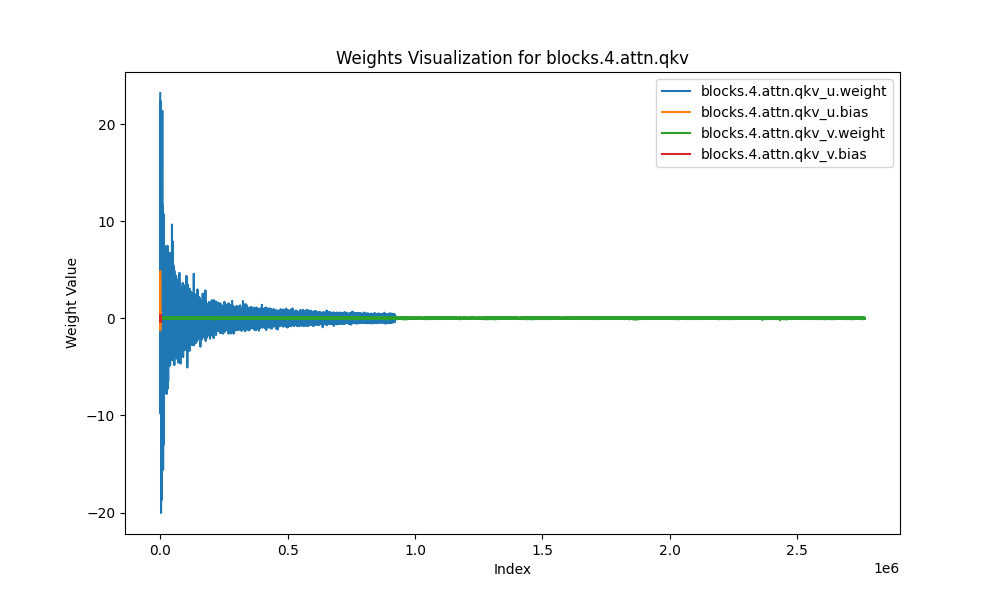 Weights Visualization for blocks.4.attn.qkv
blocks.4.attn.qkv_u.weight
blocks.4.attn.qkv_u.bias
blocks.4.attn.qkv_v.weight
blocks.4.attn.qkv_v.bias
Weight Value
20
10
0
−10
−20
0.0 0.5 1.0 1.5 2.0 2.5
1e6
Index